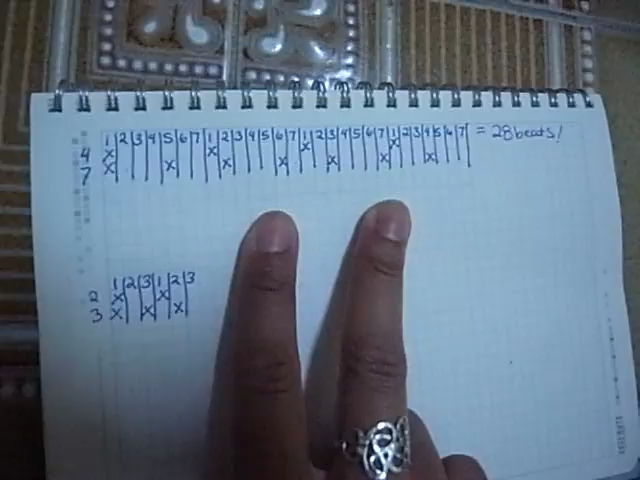 1 2 3 4 5 6 7 1 2 3 4 5 6 7 1 2 3 4 5 6 7 1 2 3 4 5 6 7 = 28 beats!
4 X X X X
7 X X X X X X X
1 2 3 1 2 3
2 X X
3 X X X